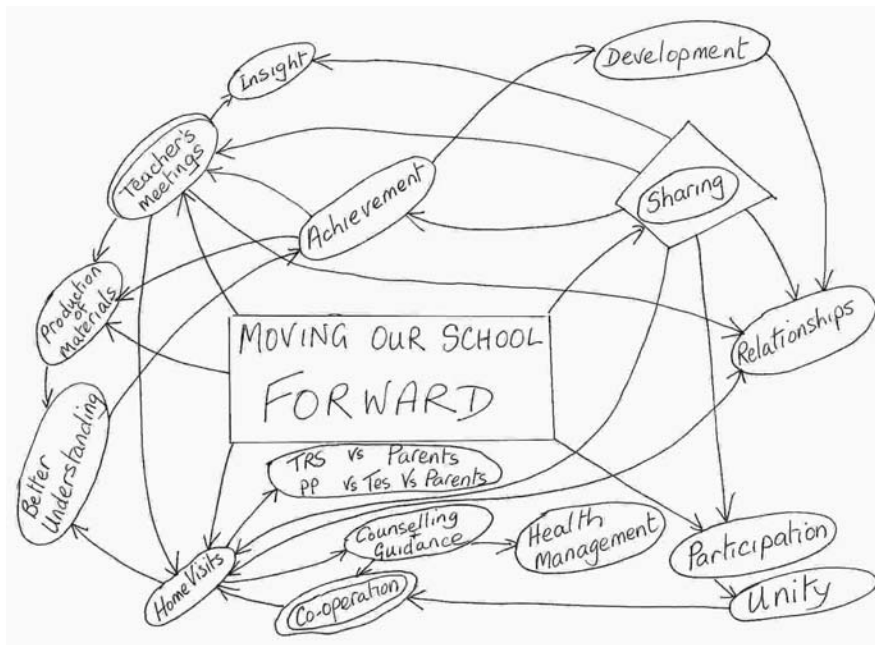 Insight
Development
Teacher's
Meetings
Achievement
Sharing
Production
of
Materials
MOVING OUR SCHOOL
FORWARD
Relationships
Better
Understanding
TRS vs Parents
PP vs Tes Vs Parents
Counselling
Guidance
Health
Management
Participation
Home Visits
Co-operation
Unity